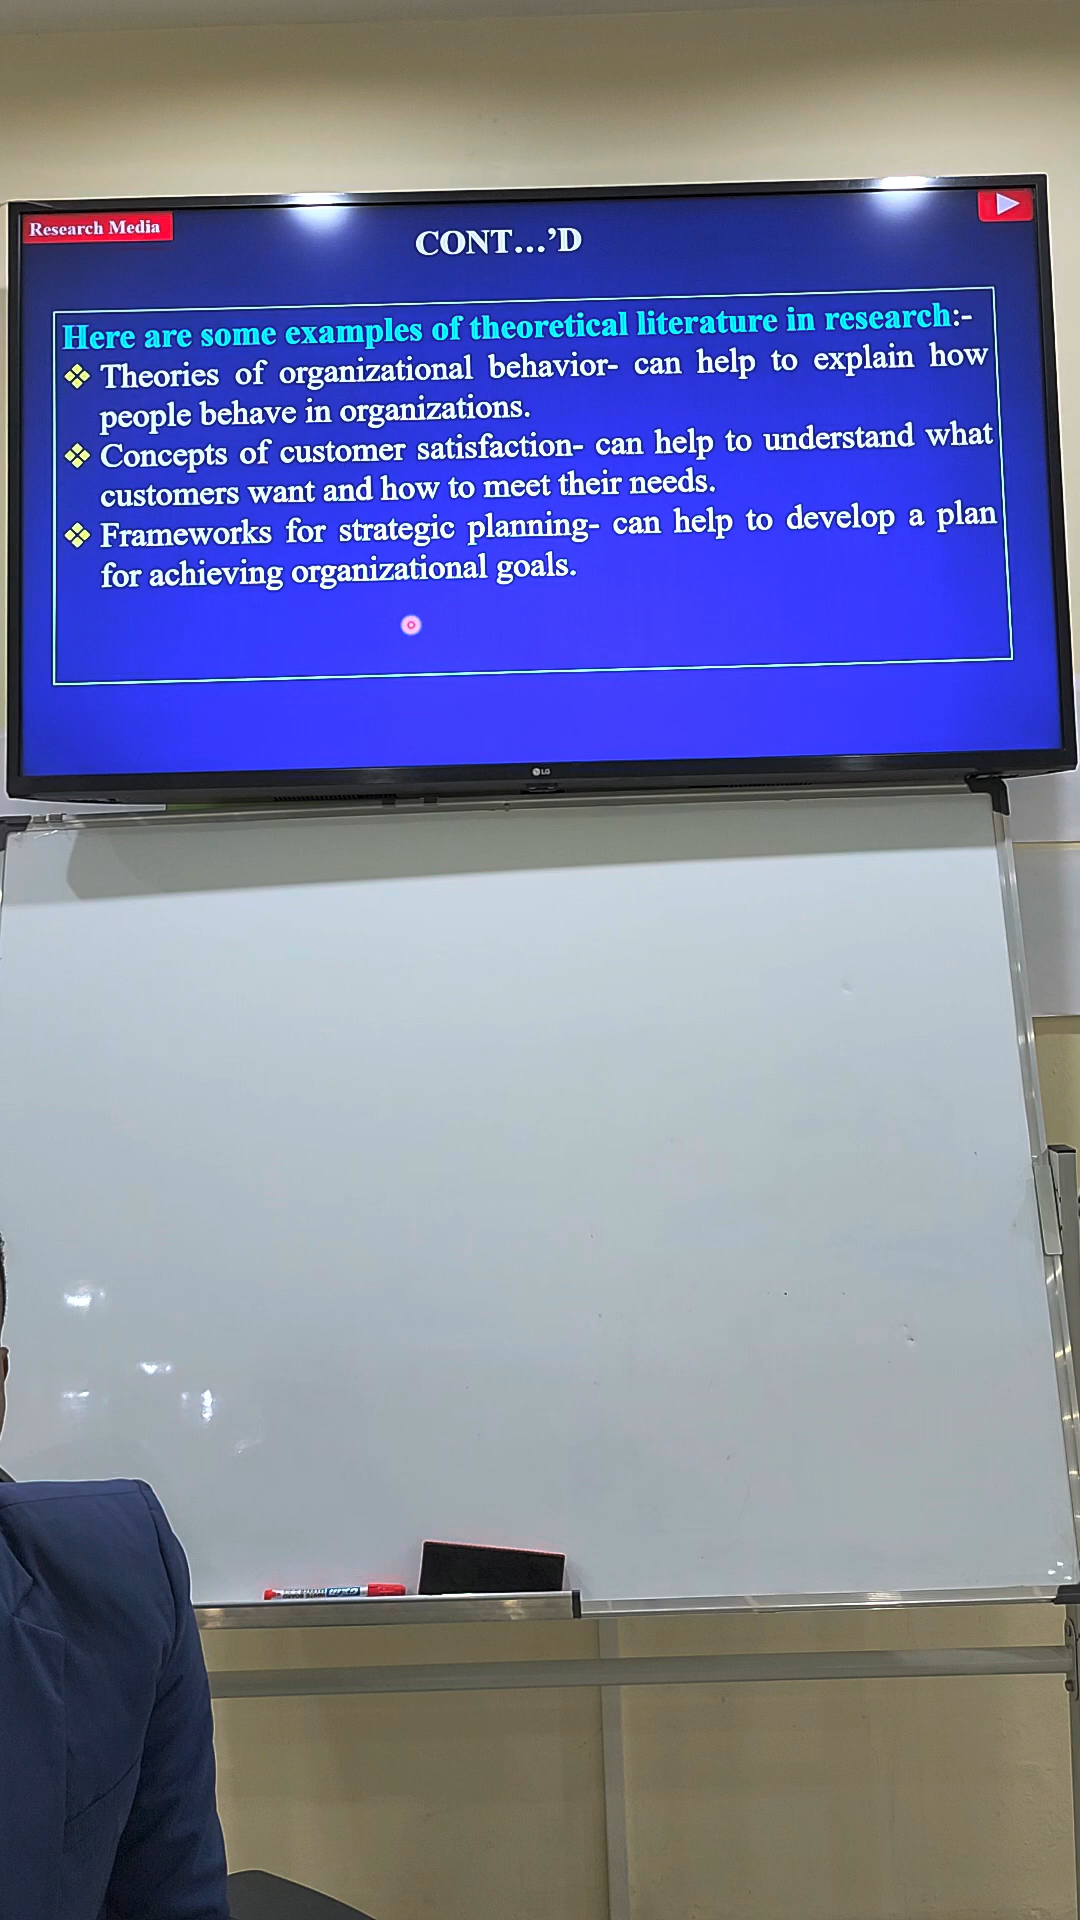 Research Media
CONT...’D
Here are some examples of theoretical literature in research:-
❖ Theories of organizational behavior- can help to explain how
people behave in organizations.
❖ Concepts of customer satisfaction- can help to understand what
customers want and how to meet their needs.
❖ Frameworks for strategic planning- can help to develop a plan
for achieving organizational goals.
LG